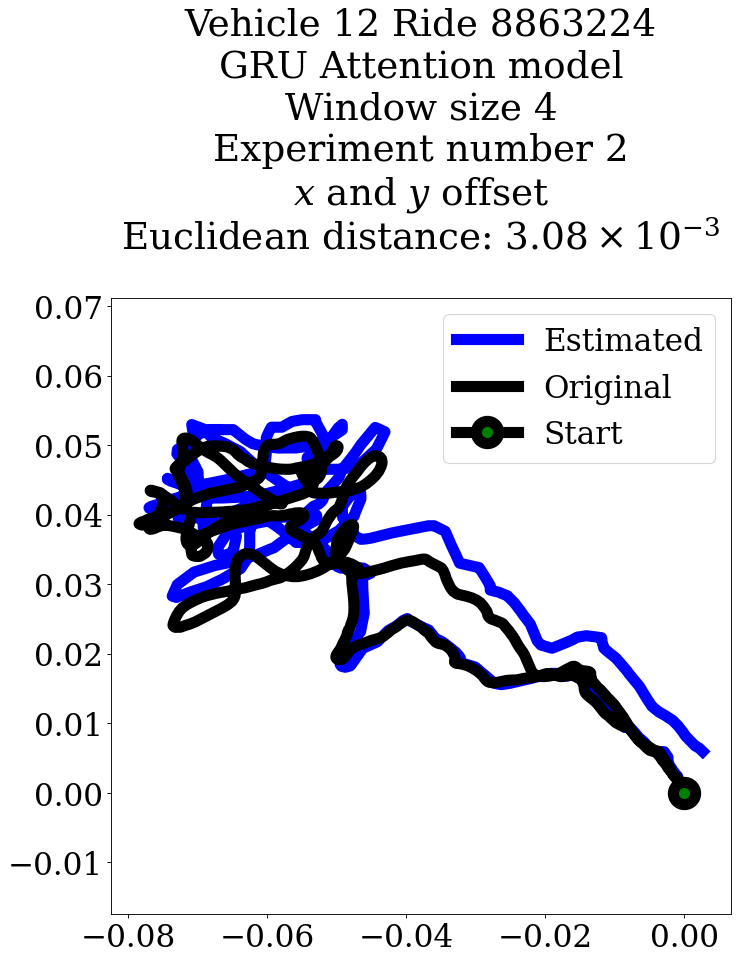 Vehicle 12 Ride 8863224
GRU Attention model
Window size 4
Experiment number 2
x and y offset
Euclidean distance: 3.08 × 10⁻³
Estimated
Original
Start
0.07
0.06
0.05
0.04
0.03
0.02
0.01
0.00
−0.01
−0.08 −0.06 −0.04 −0.02 0.00